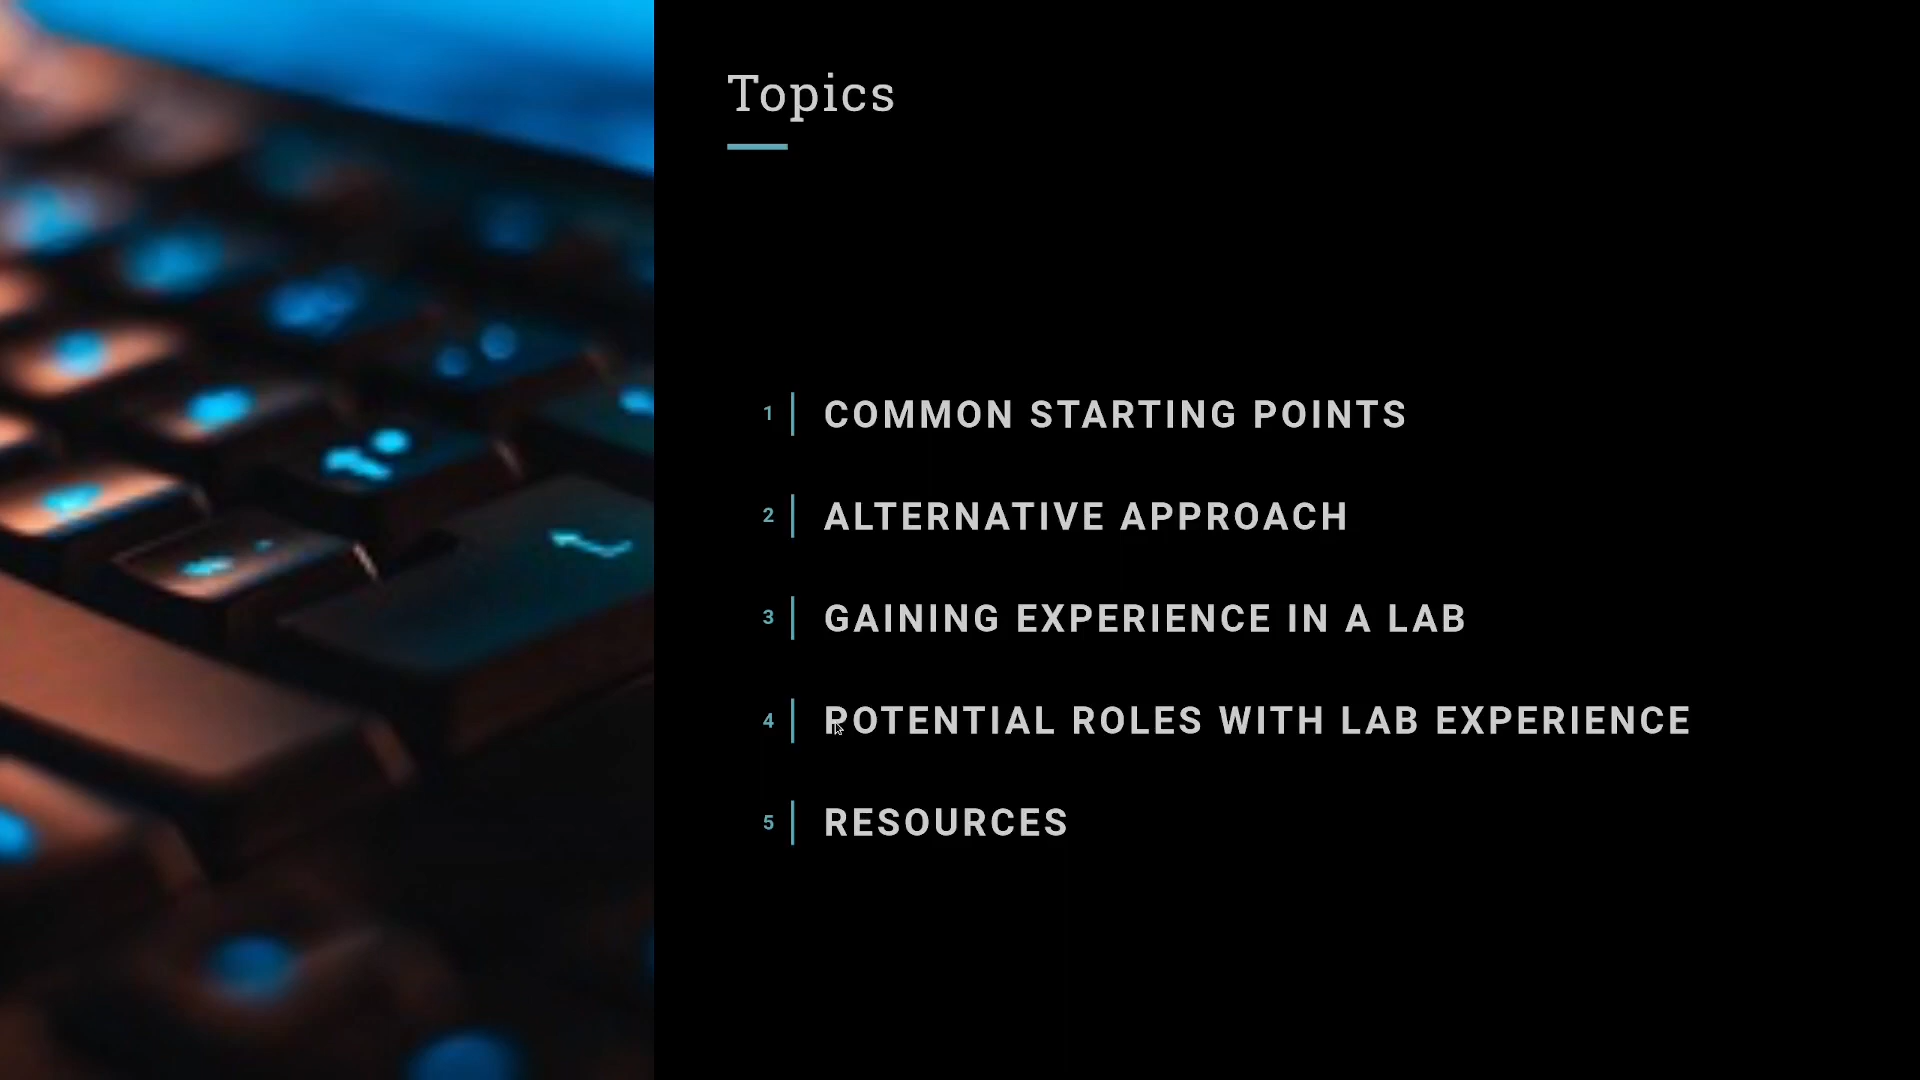 Topics
1 COMMON STARTING POINTS
2 ALTERNATIVE APPROACH
3 GAINING EXPERIENCE IN A LAB
4 POTENTIAL ROLES WITH LAB EXPERIENCE
5 RESOURCES